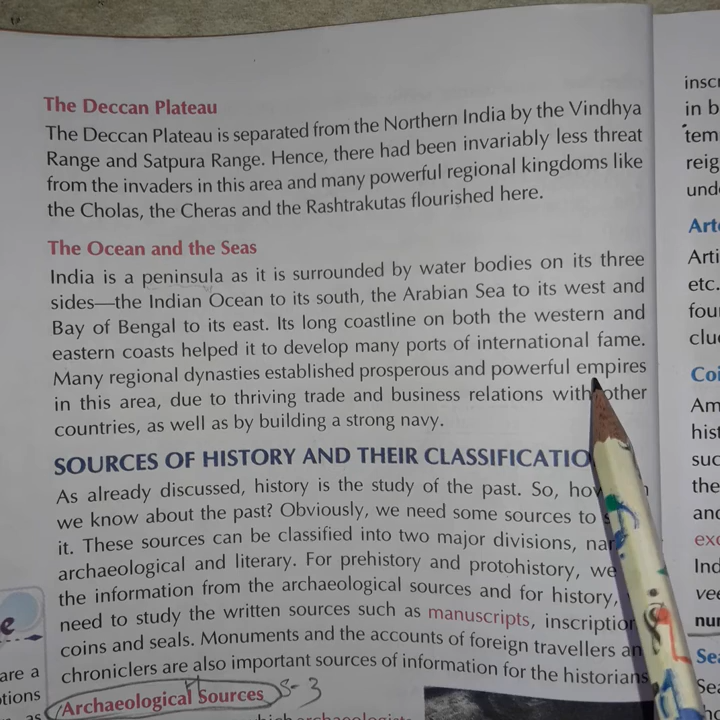 The Deccan Plateau
The Deccan Plateau is separated from the Northern India by the Vindhya
Range and Satpura Range. Hence, there had been invariably less threat
from the invaders in this area and many powerful regional kingdoms like
the Cholas, the Cheras and the Rashtrakutas flourished here.
The Ocean and the Seas
India is a peninsula as it is surrounded by water bodies on its three
sides—the Indian Ocean to its south, the Arabian Sea to its west and
Bay of Bengal to its east. Its long coastline on both the western and
eastern coasts helped it to develop many ports of international fame.
Many regional dynasties established prosperous and powerful empires
in this area, due to thriving trade and business relations with other
countries, as well as by building a strong navy.
SOURCES OF HISTORY AND THEIR CLASSIFICATIO
As already discussed, history is the study of the past. So, how
we know about the past? Obviously, we need some sources to
it. These sources can be classified into two major divisions,
archaeological and literary. For prehistory and protohistory, we
the information from the archaeological sources and for history,
need to study the written sources such as manuscripts, inscription
coins and seals. Monuments and the accounts of foreign travellers an
chroniclers are also important sources of information for the historians
Archaeological Sources S-3
are a
as
in b
und
Art
Arti
etc.
fou
clu
Coi
Am
hist
suc
the
and
exc
Ind
vee
nu
Sea
Sea